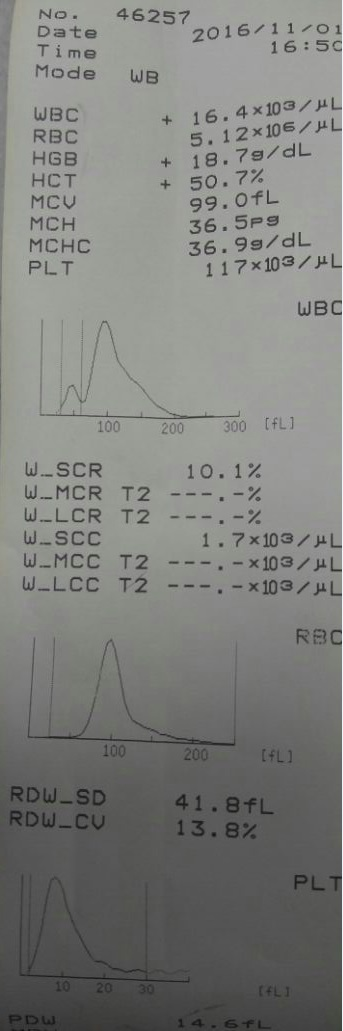 No. 46257
Date 2016/11/01
Time 16:50
Mode WB
WBC + 16.4×10³/µL
RBC 5.12×10⁶/µL
HGB + 18.7g/dL
HCT + 50.7%
MCV 99.0fL
MCH 36.5pg
MCHC 36.9g/dL
PLT 117×10³/µL
WBC
100 200 300 [fL]
W_SCR 10.1%
W_MCR T2 ---.-%
W_LCR T2 ---.-%
W_SCC 1.7×10³/µL
W_MCC T2 ---.-×10³/µL
W_LCC T2 ---.-×10³/µL
RBC
100 200 [fL]
RDW_SD 41.8fL
RDW_CV 13.8%
PLT
10 20 30 [fL]
PDW 14.6fL